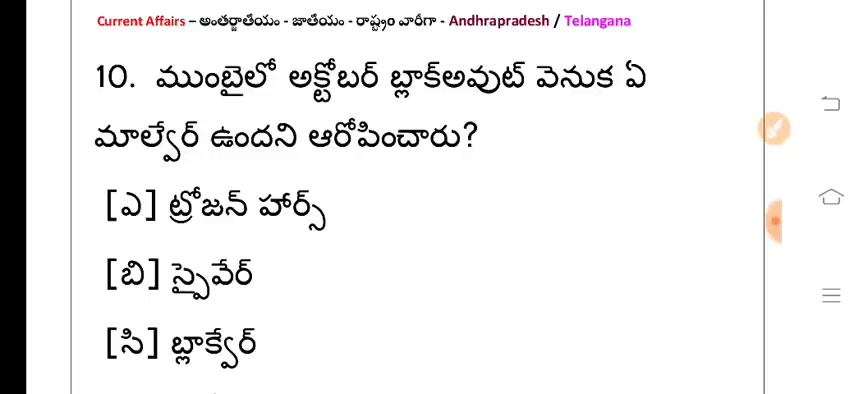 Current Affairs – అంతర్జాతీయం - జాతీయం - రాష్ట్రం వారీగా - Andhrapradesh / Telangana
10. ముంబైలో అక్టోబర్ బ్లాక్అవుట్ వెనుక ఏ
మాల్వేర్ ఉందని ఆరోపించారు?
[ఎ] ట్రోజన్ హార్స్
[బి] స్పైవేర్
[సి] బ్లాక్వేర్